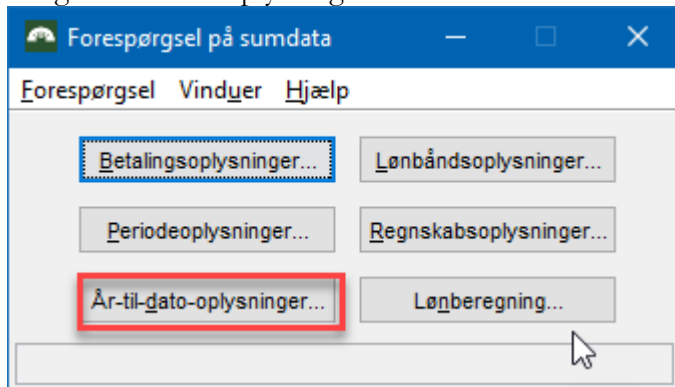 Forespørgsel på sumdata
Forespørgsel Vinduer Hjælp
Betalingsoplysninger... Lønbåndsoplysninger...
Periodeoplysninger... Regnskabsoplysninger...
År-til-dato-oplysninger... Lønberegning...